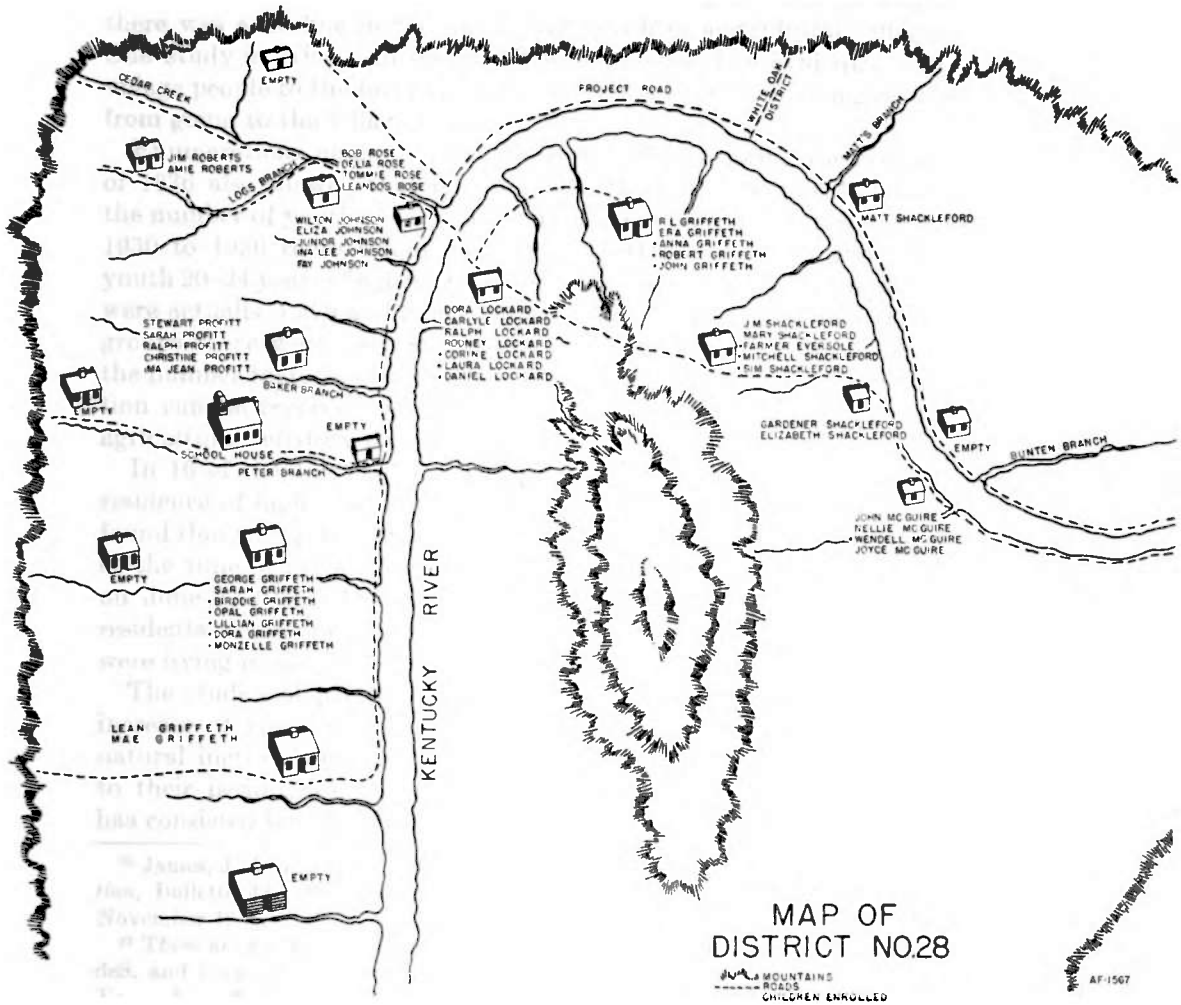 CEDAR CREEK
EMPTY
PROJECT ROAD
WHITE OAK
DISTRICT
MATT'S BRANCH
JIM ROBERTS
AMIE ROBERTS
LOGS BRANCH
BOB ROSE
DELIA ROSE
TOMMIE ROSE
LEANDOS ROSE
WILTON JOHNSON
ELIZA JOHNSON
JUNIOR JOHNSON
INA LEE JOHNSON
FAY JOHNSON
R L GRIFFETH
ERA GRIFFETH
• ANNA GRIFFETH
• ROBERT GRIFFETH
• JOHN GRIFFETH
MATT SHACKLEFORD
STEWART PROFITT
SARAH PROFITT
RALPH PROFITT
CHRISTINE PROFITT
IMA JEAN PROFITT
DORA LOCKARD
CARLYLE LOCKARD
RALPH LOCKARD
ROONEY LOCKARD
• CORINE LOCKARD
• LAURA LOCKARD
• DANIEL LOCKARD
J.M SHACKLEFORD
MARY SHACKLEFORD
• FARMER EVERSOLE
• MITCHELL SHACKLEFORD
• SIM SHACKLEFORD
BAKER BRANCH
EMPTY
EMPTY
SCHOOL HOUSE
PETER BRANCH
GARDENER SHACKLEFORD
ELIZABETH SHACKLEFORD
EMPTY
BUNTEN BRANCH
JOHN MCGUIRE
NELLIE MCGUIRE
• WENDELL MCGUIRE
JOYCE MCGUIRE
EMPTY
GEORGE GRIFFETH
SARAH GRIFFETH
• BIRDDIE GRIFFETH
• OPAL GRIFFETH
• LILLIAN GRIFFETH
• DORA GRIFFETH
• MONZELLE GRIFFETH
KENTUCKY RIVER
LEAN GRIFFETH
MAE GRIFFETH
EMPTY
MAP OF
DISTRICT NO.28
MOUNTAINS
ROADS
CHILDREN ENROLLED
AF-1567